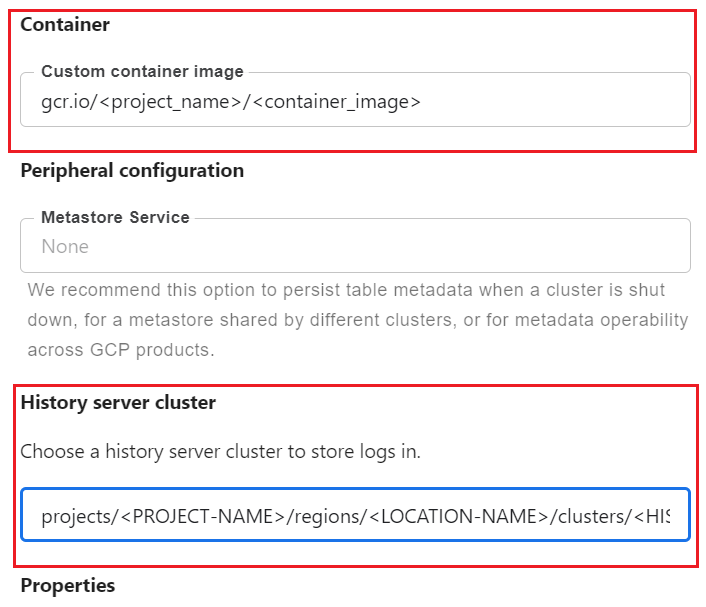 Container
Custom container image
gcr.io/<project_name>/<container_image>
Peripheral configuration
Metastore Service
None
We recommend this option to persist table metadata when a cluster is shut
down, for a metastore shared by different clusters, or for metadata operability
across GCP products.
History server cluster
Choose a history server cluster to store logs in.
projects/<PROJECT-NAME>/regions/<LOCATION-NAME>/clusters/<HIS
Properties